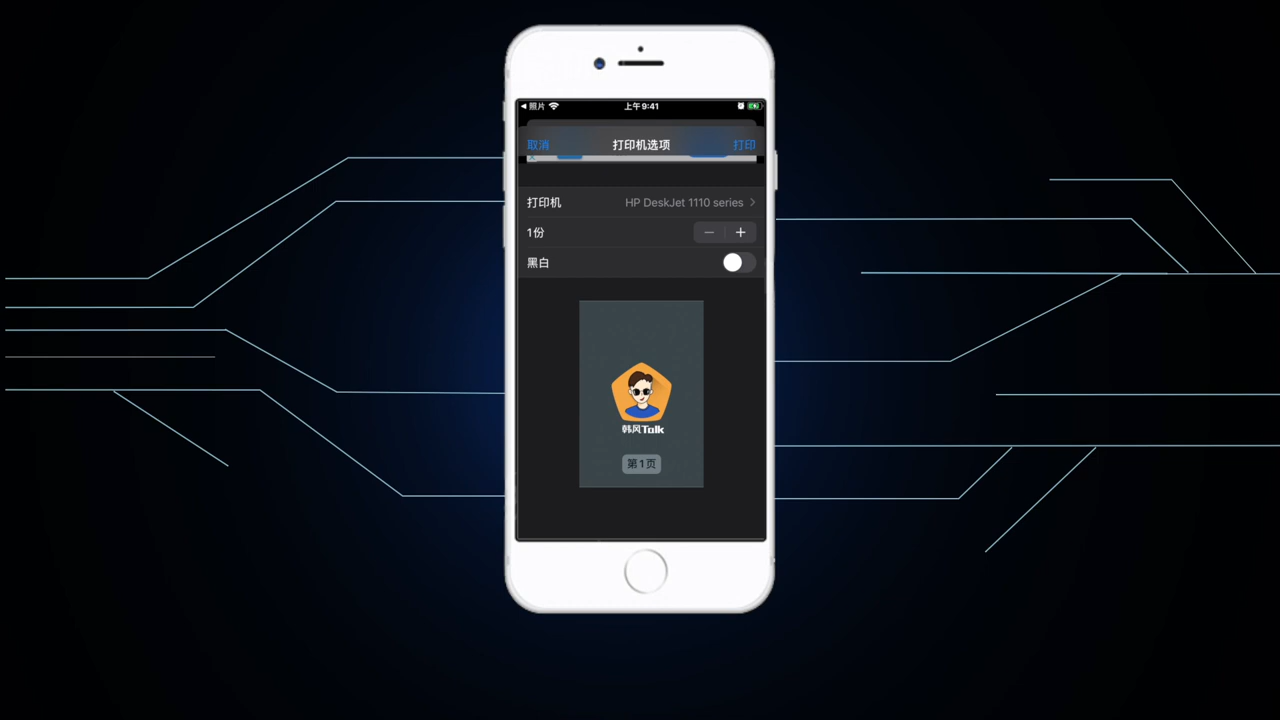 照片
上午9:41
取消
打印机选项
打印
打印机
HP DeskJet 1110 series
1份
黑白
韩风Talk
第1页